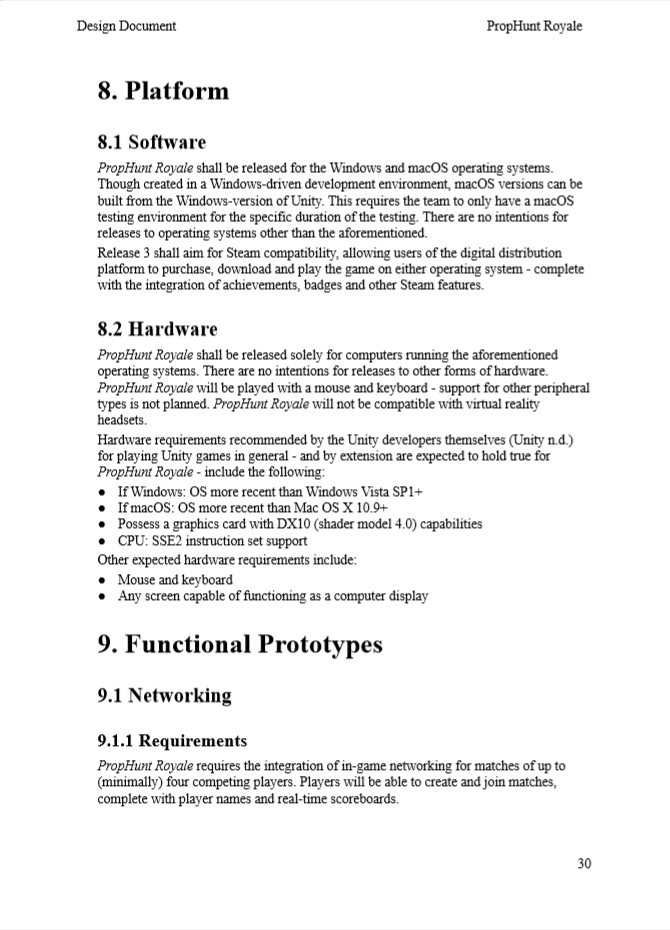 Design Document
PropHunt Royale
8. Platform
8.1 Software
PropHunt Royale shall be released for the Windows and macOS operating systems.
Though created in a Windows-driven development environment, macOS versions can be
built from the Windows-version of Unity. This requires the team to only have a macOS
testing environment for the specific duration of the testing. There are no intentions for
releases to operating systems other than the aforementioned.
Release 3 shall aim for Steam compatibility, allowing users of the digital distribution
platform to purchase, download and play the game on either operating system - complete
with the integration of achievements, badges and other Steam features.
8.2 Hardware
PropHunt Royale shall be released solely for computers running the aforementioned
operating systems. There are no intentions for releases to other forms of hardware.
PropHunt Royale will be played with a mouse and keyboard - support for other peripheral
types is not planned. PropHunt Royale will not be compatible with virtual reality
headsets.
Hardware requirements recommended by the Unity developers themselves (Unity n.d.)
for playing Unity games in general - and by extension are expected to hold true for
PropHunt Royale - include the following:
● If Windows: OS more recent than Windows Vista SP1+
● If macOS: OS more recent than Mac OS X 10.9+
● Possess a graphics card with DX10 (shader model 4.0) capabilities
● CPU: SSE2 instruction set support
Other expected hardware requirements include:
● Mouse and keyboard
● Any screen capable of functioning as a computer display
9. Functional Prototypes
9.1 Networking
9.1.1 Requirements
PropHunt Royale requires the integration of in-game networking for matches of up to
(minimally) four competing players. Players will be able to create and join matches,
complete with player names and real-time scoreboards.
30